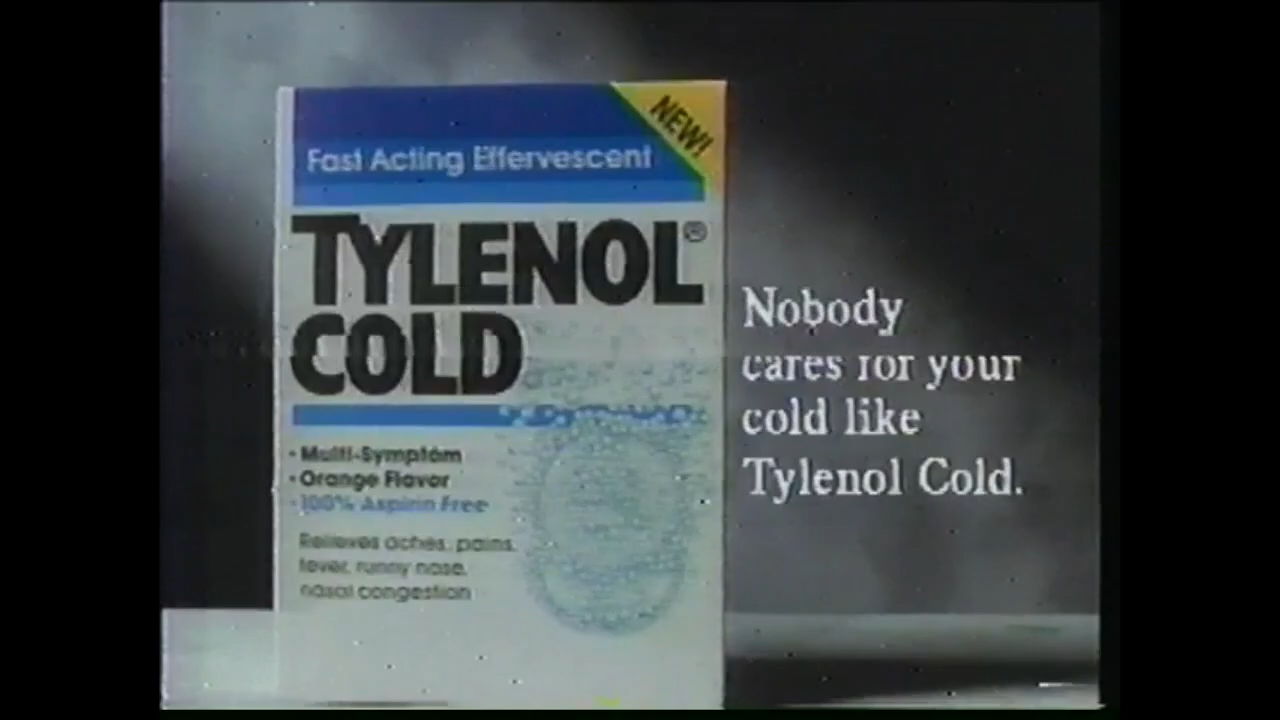 NEW!
Fast Acting Effervescent
TYLENOL®
COLD
• Multi-Symptom
• Orange Flavor
• 100% Aspirin Free
Relieves aches, pains,
fever, runny nose,
nasal congestion
Nobody
cares for your
cold like
Tylenol Cold.